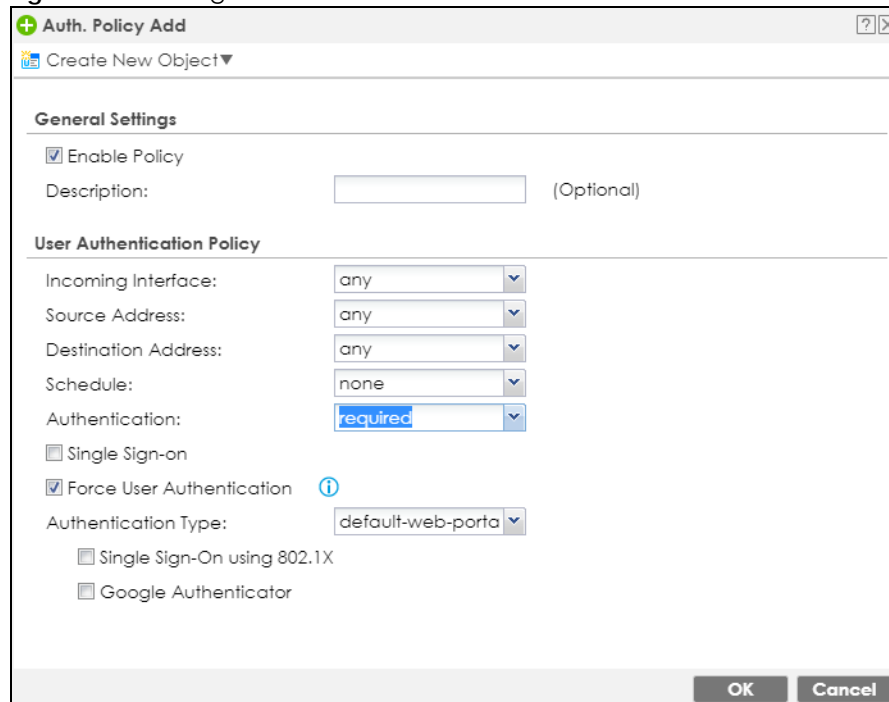 Auth. Policy Add
Create New Object
General Settings
Enable Policy
Description: (Optional)
User Authentication Policy
Incoming Interface: any
Source Address: any
Destination Address: any
Schedule: none
Authentication: required
Single Sign-on
Force User Authentication
Authentication Type: default-web-porta
Single Sign-On using 802.1X
Google Authenticator
OK Cancel